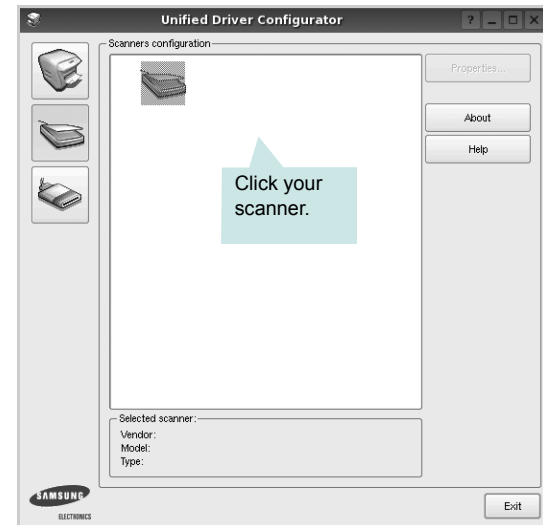 Unified Driver Configurator
Scanners configuration
Properties...
About
Help
Click your
scanner.
Selected scanner:
Vendor:
Model:
Type:
SAMSUNG
ELECTRONICS
Exit